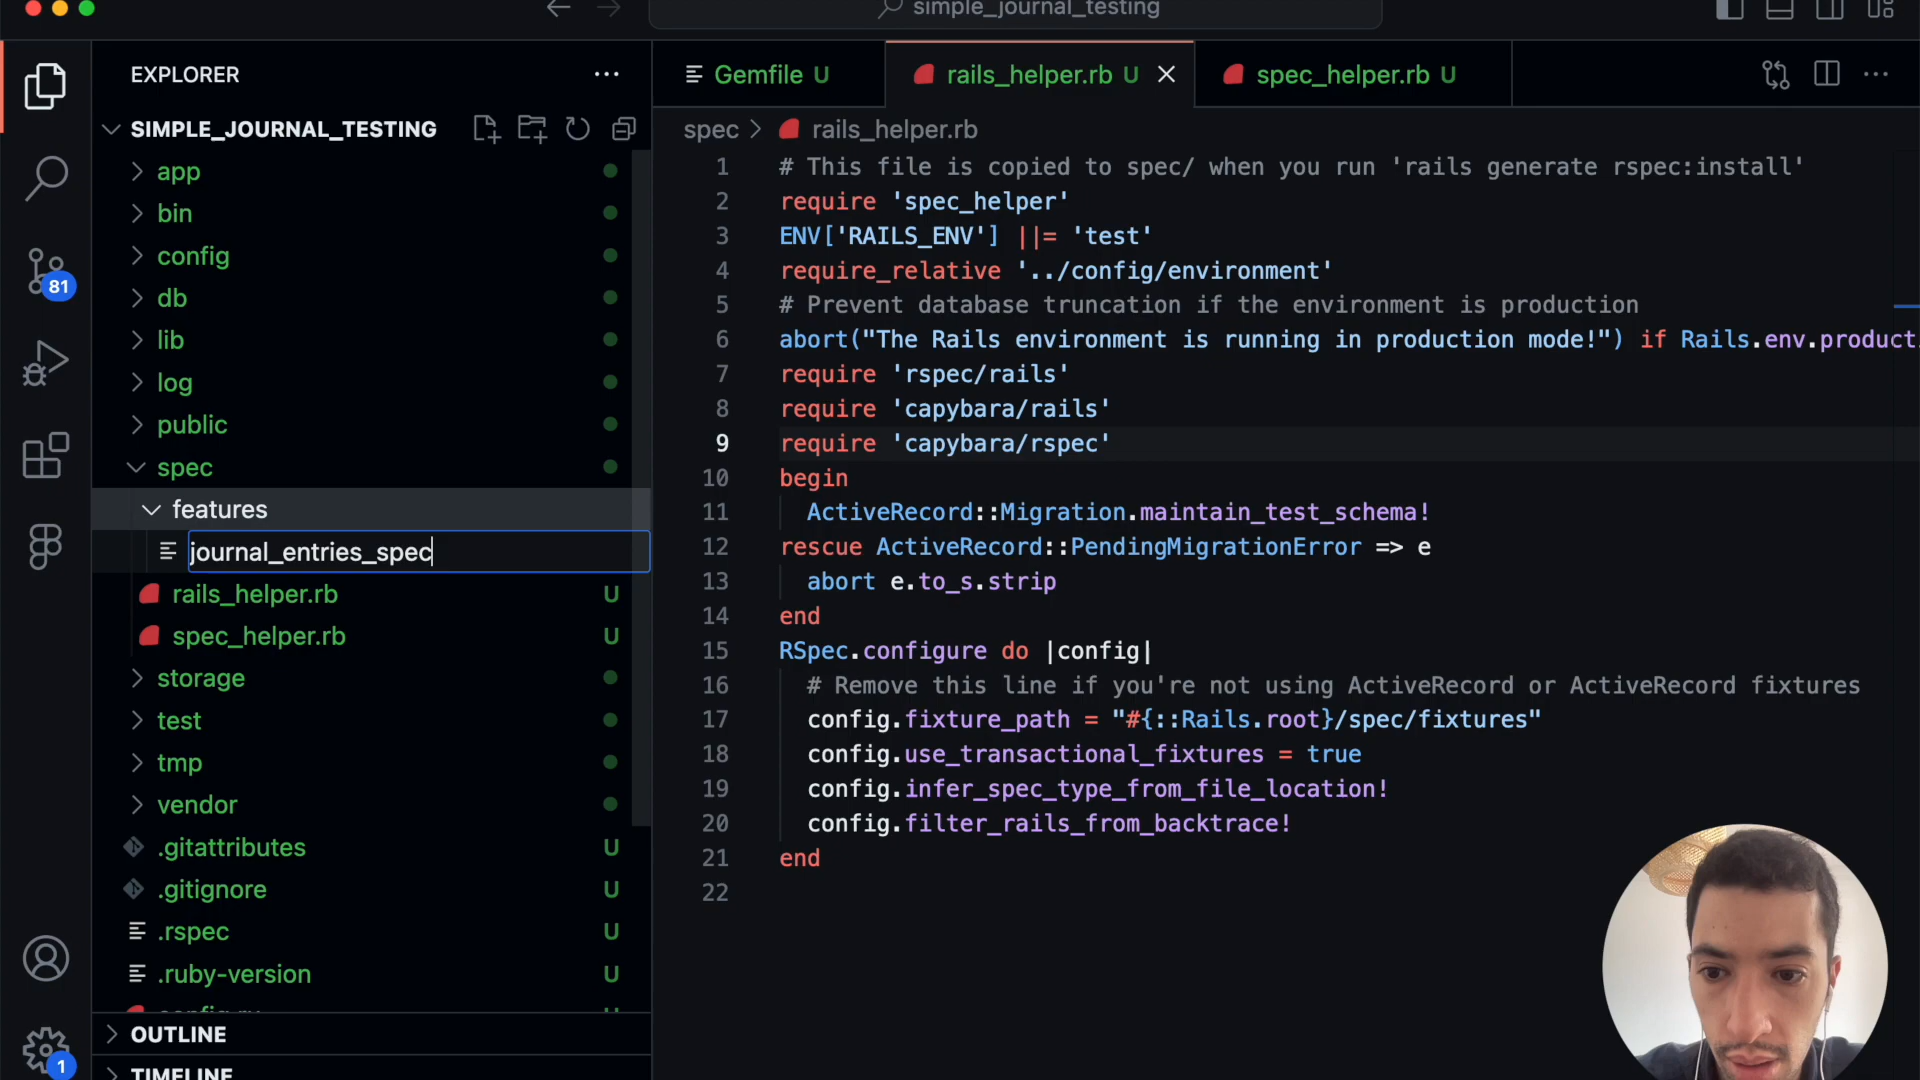 simple_journal_testing
EXPLORER
SIMPLE_JOURNAL_TESTING
app
bin
config
db
lib
log
public
spec
features
journal_entries_spec
rails_helper.rb U
spec_helper.rb U
storage
test
tmp
vendor
.gitattributes U
.gitignore U
.rspec U
.ruby-version U
OUTLINE
TIMELINE
81
1
Gemfile U
rails_helper.rb U
spec_helper.rb U
spec > rails_helper.rb
1 # This file is copied to spec/ when you run 'rails generate rspec:install'
2 require 'spec_helper'
3 ENV['RAILS_ENV'] ||= 'test'
4 require_relative '../config/environment'
5 # Prevent database truncation if the environment is production
6 abort("The Rails environment is running in production mode!") if Rails.env.product
7 require 'rspec/rails'
8 require 'capybara/rails'
9 require 'capybara/rspec'
10 begin
11 ActiveRecord::Migration.maintain_test_schema!
12 rescue ActiveRecord::PendingMigrationError => e
13 abort e.to_s.strip
14 end
15 RSpec.configure do |config|
16 # Remove this line if you're not using ActiveRecord or ActiveRecord fixtures
17 config.fixture_path = "#{::Rails.root}/spec/fixtures"
18 config.use_transactional_fixtures = true
19 config.infer_spec_type_from_file_location!
20 config.filter_rails_from_backtrace!
21 end
22